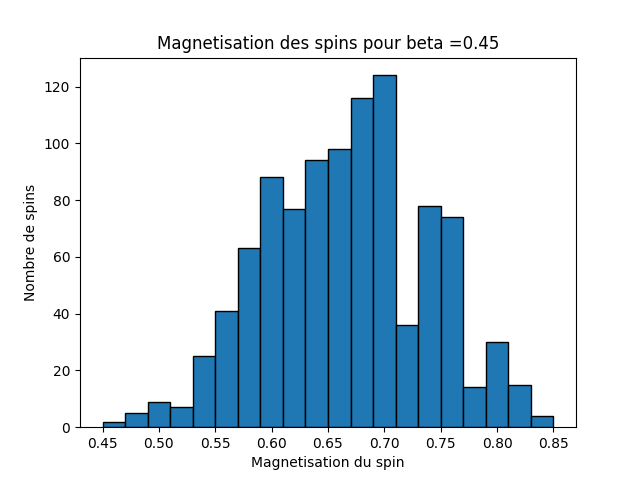 Magnetisation des spins pour beta =0.45
Nombre de spins
120
100
80
60
40
20
0
0.45 0.50 0.55 0.60 0.65 0.70 0.75 0.80 0.85
Magnetisation du spin